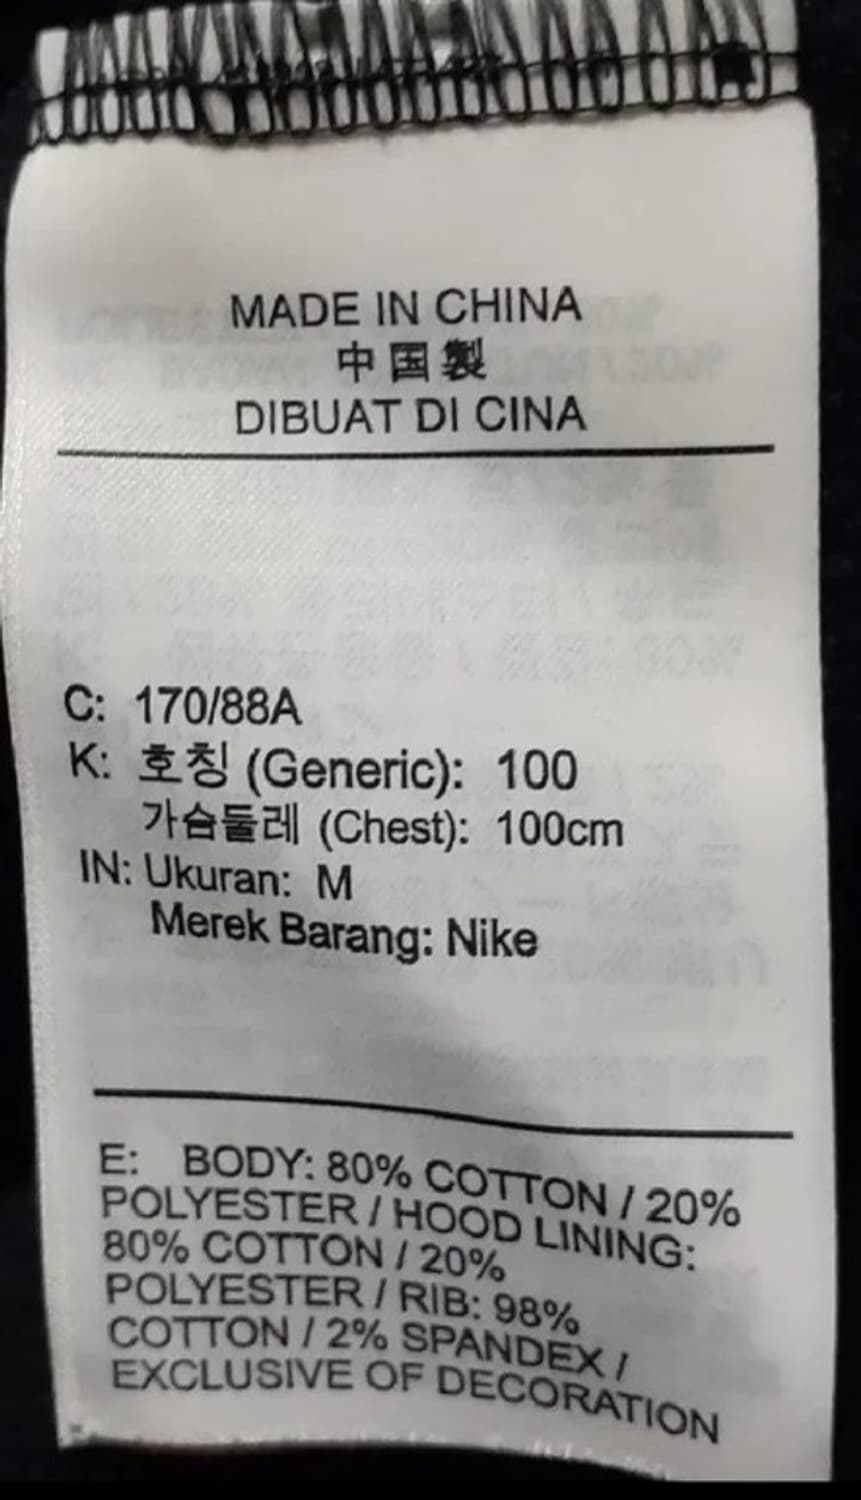 MADE IN CHINA
中国製
DIBUAT DI CINA
C: 170/88A
K: 호칭 (Generic): 100
가슴둘레 (Chest): 100cm
IN: Ukuran: M
Merek Barang: Nike
E: BODY: 80% COTTON / 20%
POLYESTER / HOOD LINING:
80% COTTON / 20%
POLYESTER / RIB: 98%
COTTON / 2% SPANDEX /
EXCLUSIVE OF DECORATION